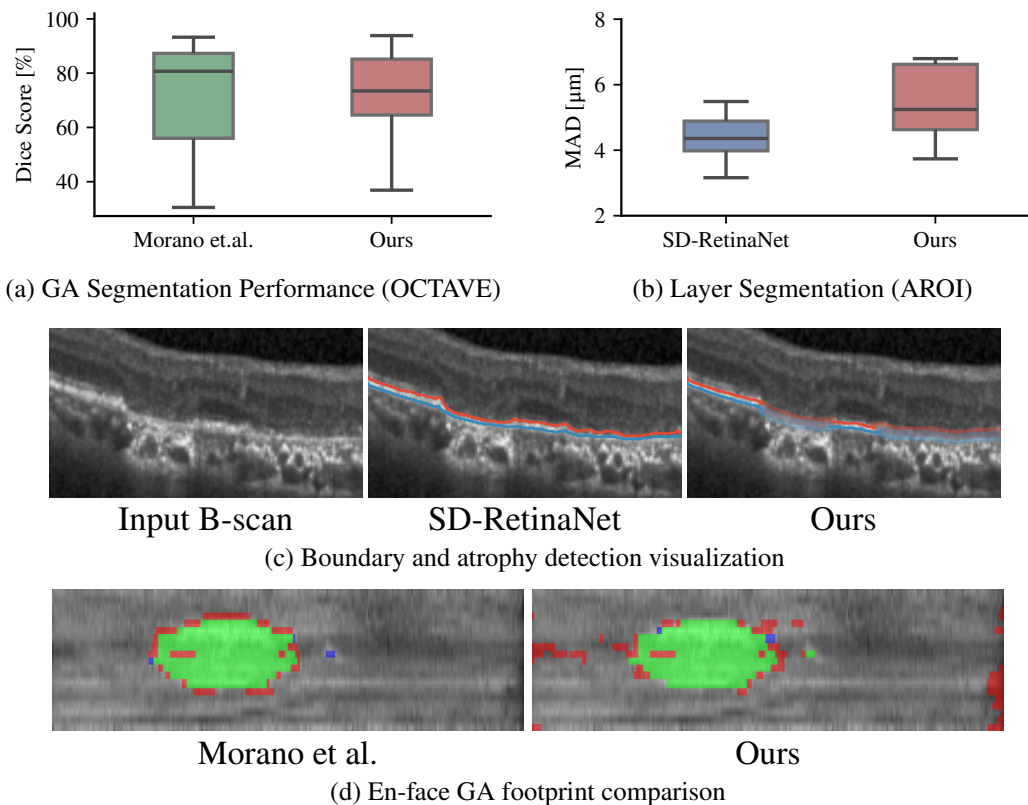 100
80
60
40
Dice Score [%]
Morano et.al.
Ours
(a) GA Segmentation Performance (OCTAVE)
8
6
4
2
MAD [μm]
SD-RetinaNet
Ours
(b) Layer Segmentation (AROI)
Input B-scan
SD-RetinaNet
Ours
(c) Boundary and atrophy detection visualization
Morano et al.
Ours
(d) En-face GA footprint comparison